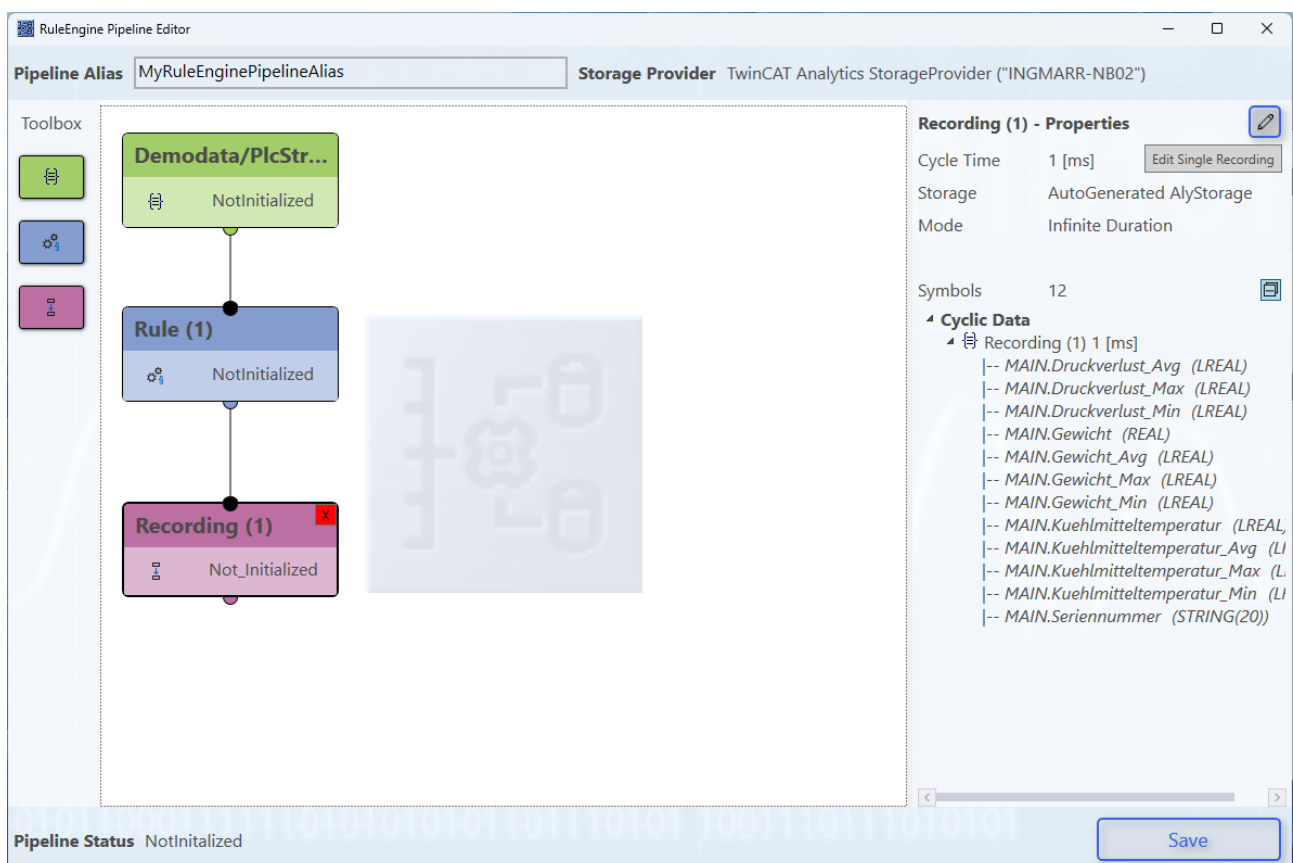 RuleEngine Pipeline Editor
Pipeline Alias MyRuleEnginePipelineAlias Storage Provider TwinCAT Analytics StorageProvider ("INGMARR-NB02")
Toolbox
Demodata/PlcStr...
NotInitialized
Rule (1)
NotInitialized
Recording (1) X
Not_Initialized
Recording (1) - Properties
Cycle Time 1 [ms] Edit Single Recording
Storage AutoGenerated AlyStorage
Mode Infinite Duration
Symbols 12
Cyclic Data
Recording (1) 1 [ms]
|-- MAIN.Druckverlust_Avg (LREAL)
|-- MAIN.Druckverlust_Max (LREAL)
|-- MAIN.Druckverlust_Min (LREAL)
|-- MAIN.Gewicht (REAL)
|-- MAIN.Gewicht_Avg (LREAL)
|-- MAIN.Gewicht_Max (LREAL)
|-- MAIN.Gewicht_Min (LREAL)
|-- MAIN.Kuehlmitteltemperatur (LREAL)
|-- MAIN.Kuehlmitteltemperatur_Avg
|-- MAIN.Kuehlmitteltemperatur_Max
|-- MAIN.Kuehlmitteltemperatur_Min
|-- MAIN.Seriennummer (STRING(20))
Pipeline Status NotInitalized
Save